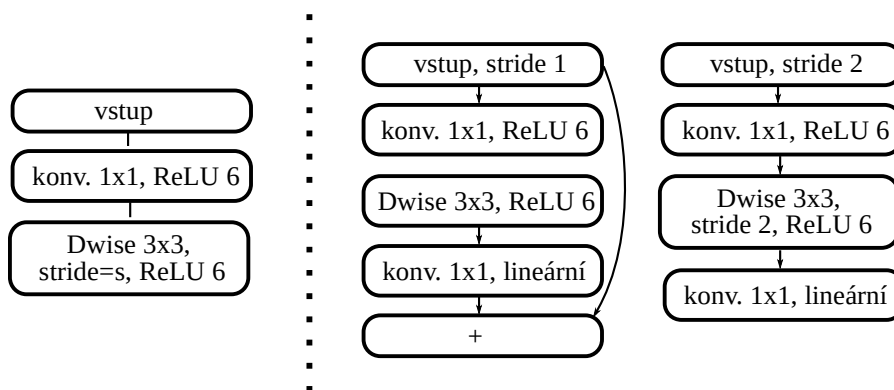 vstup
konv. 1x1, ReLU 6
Dwise 3x3,
stride=s, ReLU 6
vstup, stride 1
konv. 1x1, ReLU 6
Dwise 3x3, ReLU 6
konv. 1x1, lineární
+
vstup, stride 2
konv. 1x1, ReLU 6
Dwise 3x3,
stride 2, ReLU 6
konv. 1x1, lineární